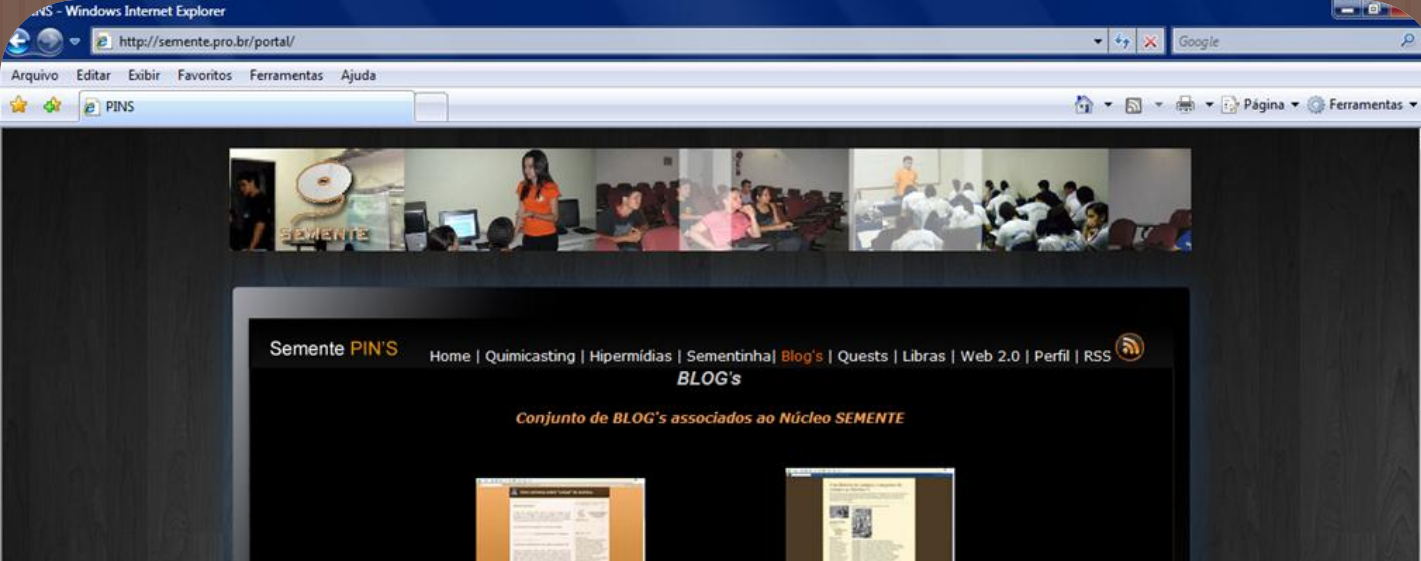 INS - Windows Internet Explorer
http://semente.pro.br/portal/
Google
Arquivo Editar Exibir Favoritos Ferramentas Ajuda
PINS
Página
Ferramentas
SEMENTE
Semente PIN'S
Home | Quimicasting | Hipermídias | Sementinha| Blog's | Quests | Libras | Web 2.0 | Perfil | RSS
BLOG's
Conjunto de BLOG's associados ao Núcleo SEMENTE